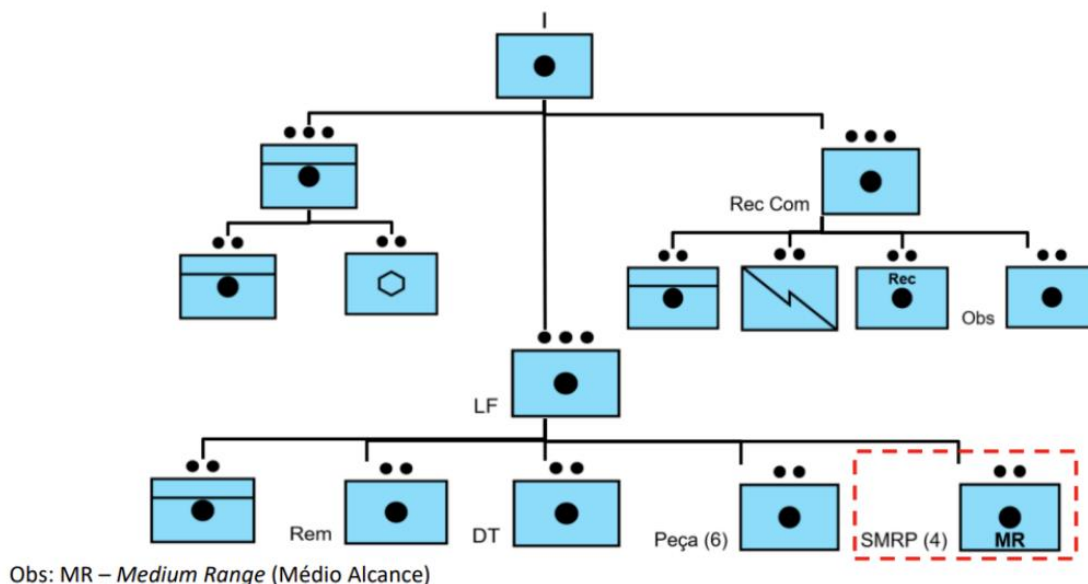 Rec Com
Rec
Obs
LF
Rem
DT
Peça (6)
SMRP (4)
MR
Obs: MR – Medium Range (Médio Alcance)